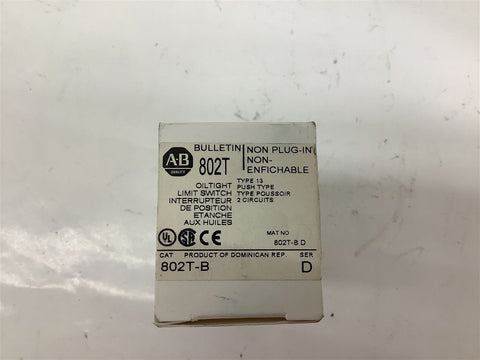 A-B
QUALITY
BULLETIN
802T
NON PLUG-IN
NON-
ENFICHABLE
OILTIGHT
LIMIT SWITCH
INTERRUPTEUR
DE POSITION
ETANCHE
AUX HUILES
TYPE 13
PUSH TYPE
TYPE POUSSOIR
2 CIRCUITS
UL
CE
MAT NO
802T-B D
CAT PRODUCT OF DOMINICAN REP. SER
802T-B D